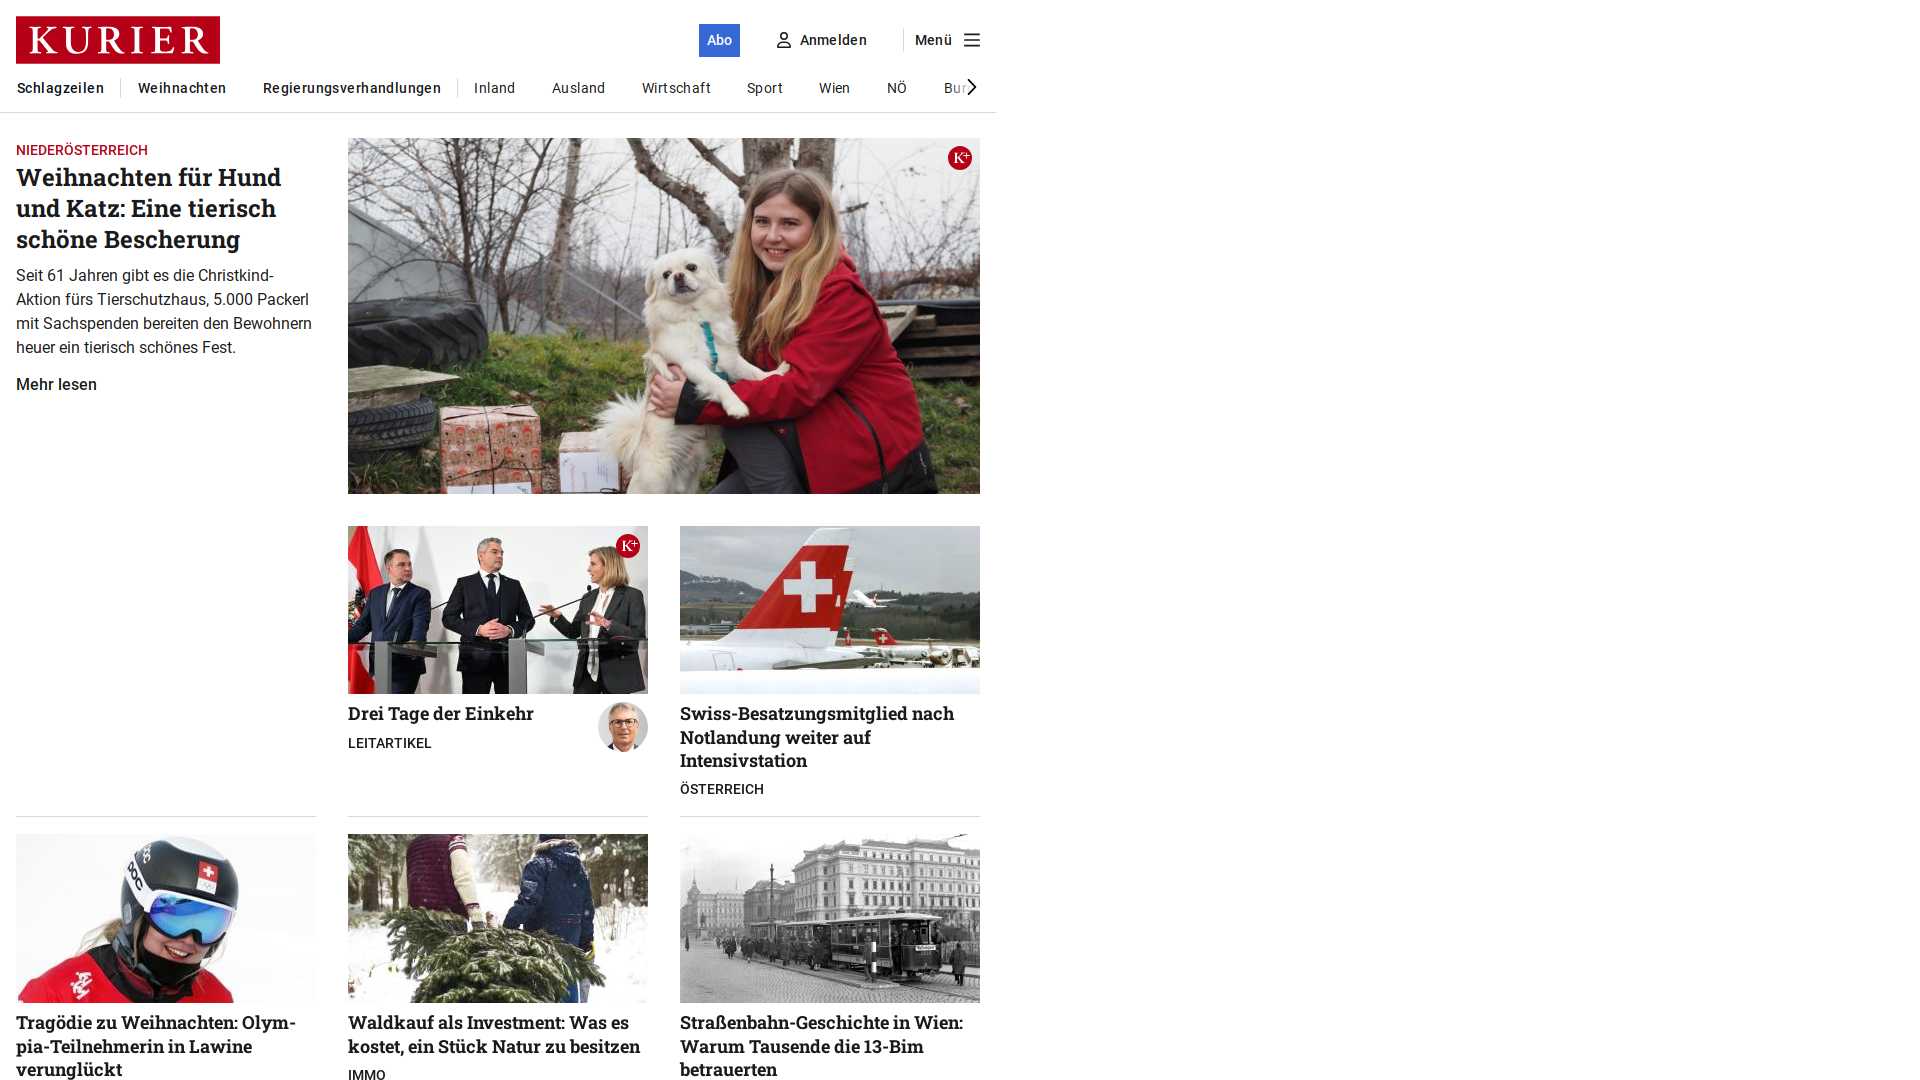 KURIER
Abo
Anmelden
Menü
Schlagzeilen
Weihnachten
Regierungsverhandlungen
Inland
Ausland
Wirtschaft
Sport
Wien
NÖ
Bur
NIEDERÖSTERREICH
Weihnachten für Hund
und Katz: Eine tierisch
schöne Bescherung
Seit 61 Jahren gibt es die Christkind-
Aktion fürs Tierschutzhaus, 5.000 Packerl
mit Sachspenden bereiten den Bewohnern
heuer ein tierisch schönes Fest.
Mehr lesen
K+
K+
Drei Tage der Einkehr
LEITARTIKEL
Swiss-Besatzungsmitglied nach
Notlandung weiter auf
Intensivstation
ÖSTERREICH
POC
Tragödie zu Weihnachten: Olym-
pia-Teilnehmerin in Lawine
verunglückt
Waldkauf als Investment: Was es
kostet, ein Stück Natur zu besitzen
IMMO
Straßenbahn-Geschichte in Wien:
Warum Tausende die 13-Bim
betrauerten